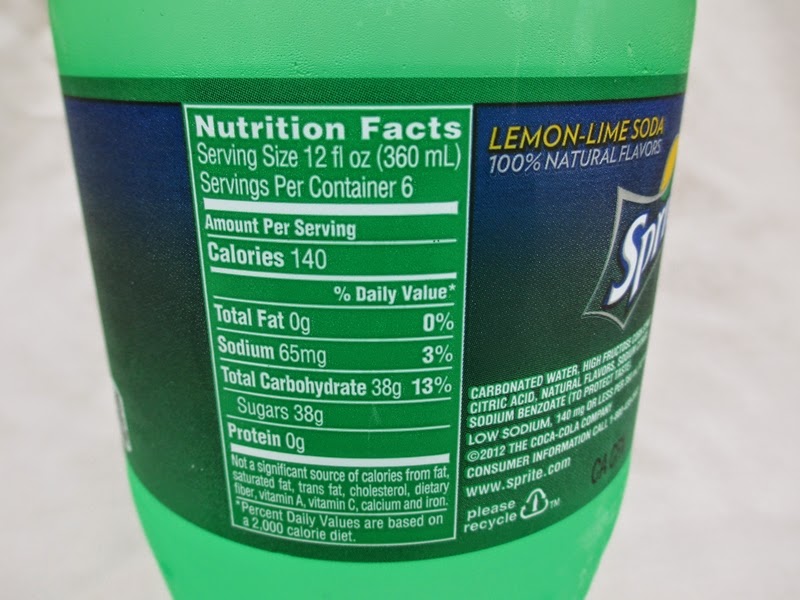 Nutrition Facts
Serving Size 12 fl oz (360 mL)
Servings Per Container 6
Amount Per Serving
Calories 140
% Daily Value*
Total Fat 0g 0%
Sodium 65mg 3%
Total Carbohydrate 38g 13%
Sugars 38g
Protein 0g
Not a significant source of calories from fat,
saturated fat, trans fat, cholesterol, dietary
fiber, vitamin A, vitamin C, calcium and iron.
*Percent Daily Values are based on
a 2,000 calorie diet.
LEMON-LIME SODA
100% NATURAL FLAVORS
Spri
CARBONATED WATER, HIGH FRUCTOSE
CITRIC ACID, NATURAL FLAVORS,
SODIUM BENZOATE (TO PROTECT TASTE)
LOW SODIUM, 140 mg OR LESS PER
©2012 THE COCA-COLA COMPANY
CONSUMER INFORMATION CALL
www.sprite.com
please
recycle TM